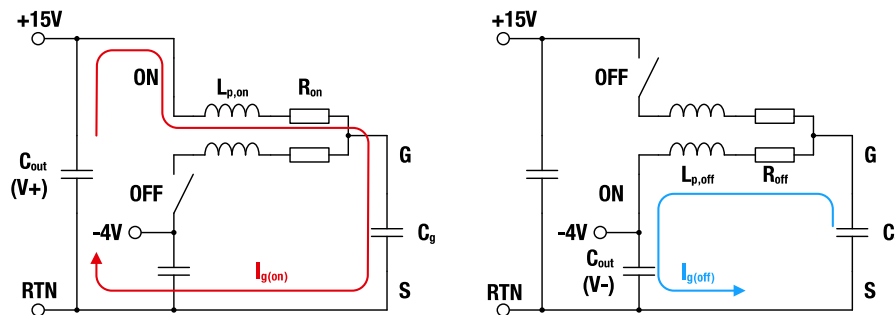 +15V
ON
Lp,on
Ron
Cout
(V+)
OFF
-4V
G
Cg
Ig(on)
S
RTN
+15V
OFF
G
Lp,off
Roff
ON
-4V
C
Cout
(V-)
Ig(off)
S
RTN